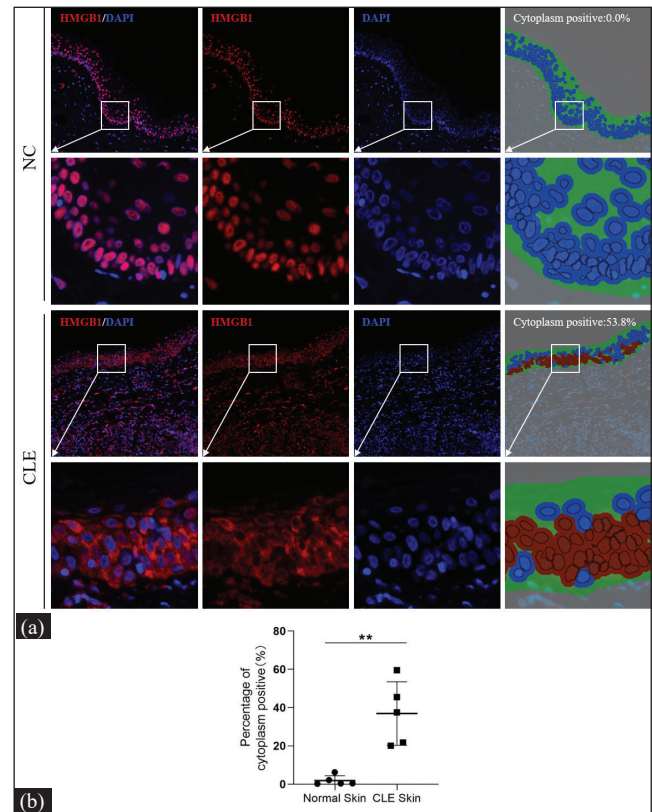 HMGB1/DAPI HMGB1 DAPI Cytoplasm positive:0.0%
NC
HMGB1/DAPI HMGB1 DAPI Cytoplasm positive:53.8%
CLE
(a)
Percentage of
cytoplasm positive(%)
80
60
40
20
0
**
Normal Skin CLE Skin
(b)